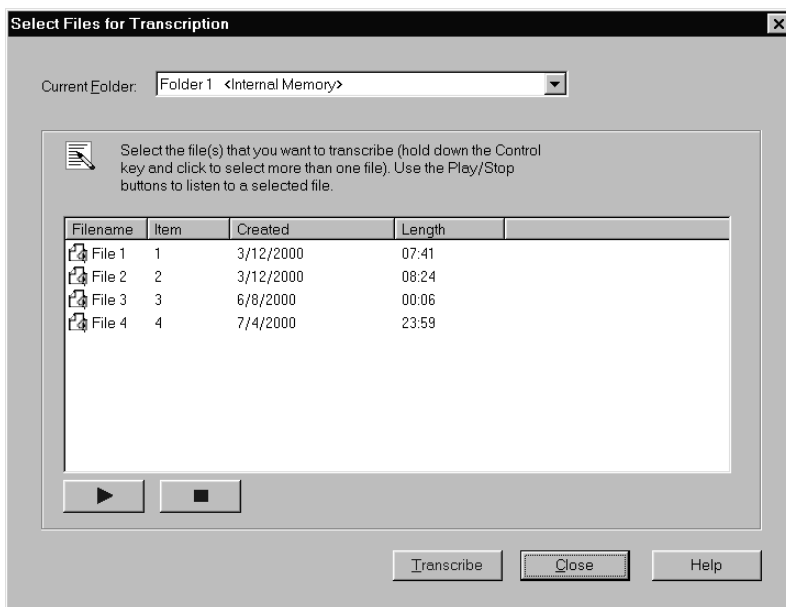 Select Files for Transcription
Current Folder: Folder 1 <Internal Memory>
Select the file(s) that you want to transcribe (hold down the Control
key and click to select more than one file). Use the Play/Stop
buttons to listen to a selected file.
Filename Item Created Length
File 1 1 3/12/2000 07:41
File 2 2 3/12/2000 08:24
File 3 3 6/8/2000 00:06
File 4 4 7/4/2000 23:59
Transcribe Close Help